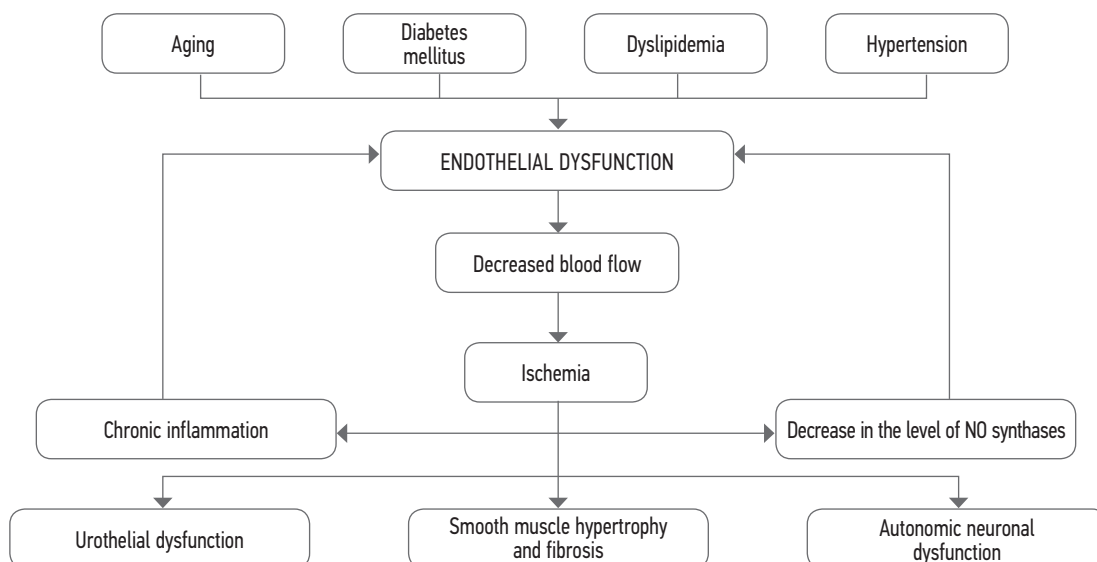 Aging
Diabetes
mellitus
Dyslipidemia
Hypertension
ENDOTHELIAL DYSFUNCTION
Decreased blood flow
Ischemia
Chronic inflammation
Decrease in the level of NO synthases
Urothelial dysfunction
Smooth muscle hypertrophy
and fibrosis
Autonomic neuronal
dysfunction